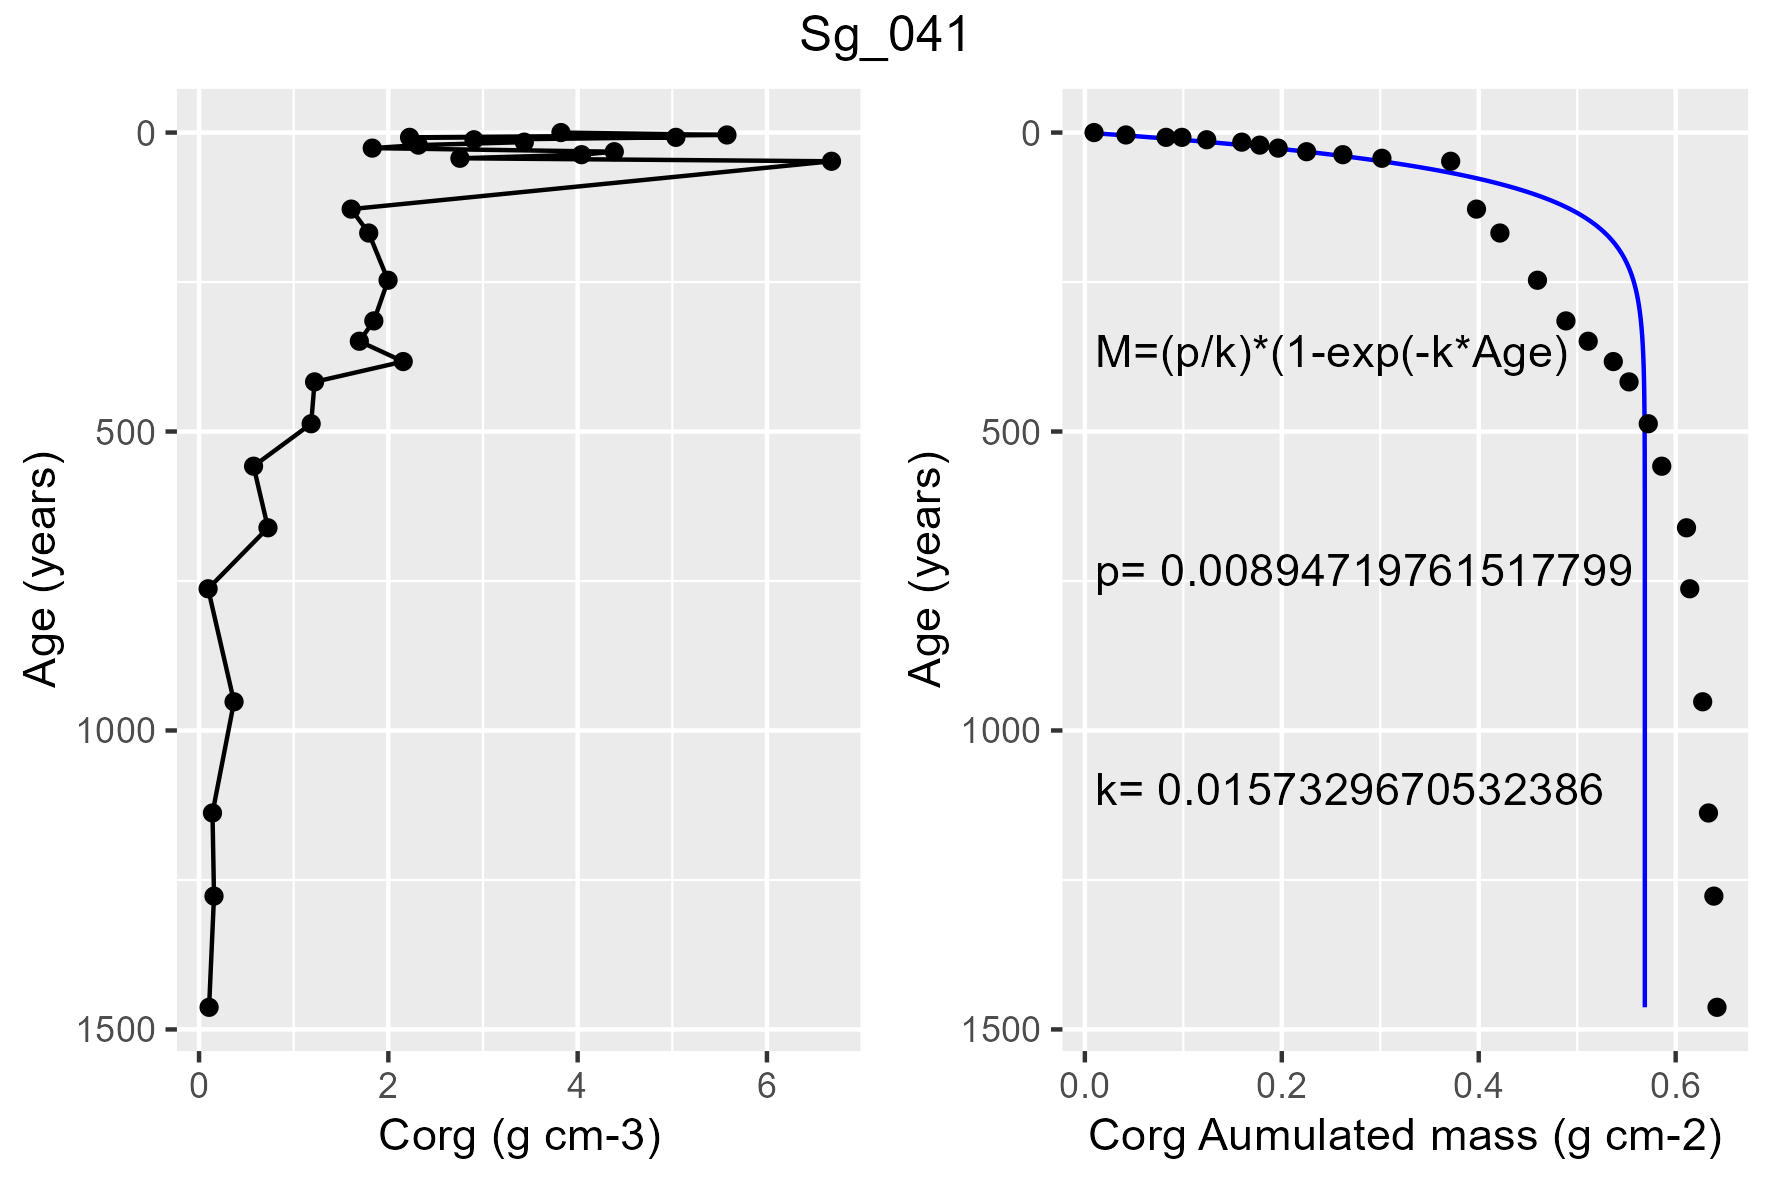 Sg_041
0
500
1000
1500
Age (years)
0
2
4
6
Corg (g cm-3)
0
500
1000
1500
Age (years)
M=(p/k)*(1-exp(-k*Age)
p= 0.00894719761517799
k= 0.0157329670532386
0.0
0.2
0.4
0.6
Corg Aumulated mass (g cm-2)